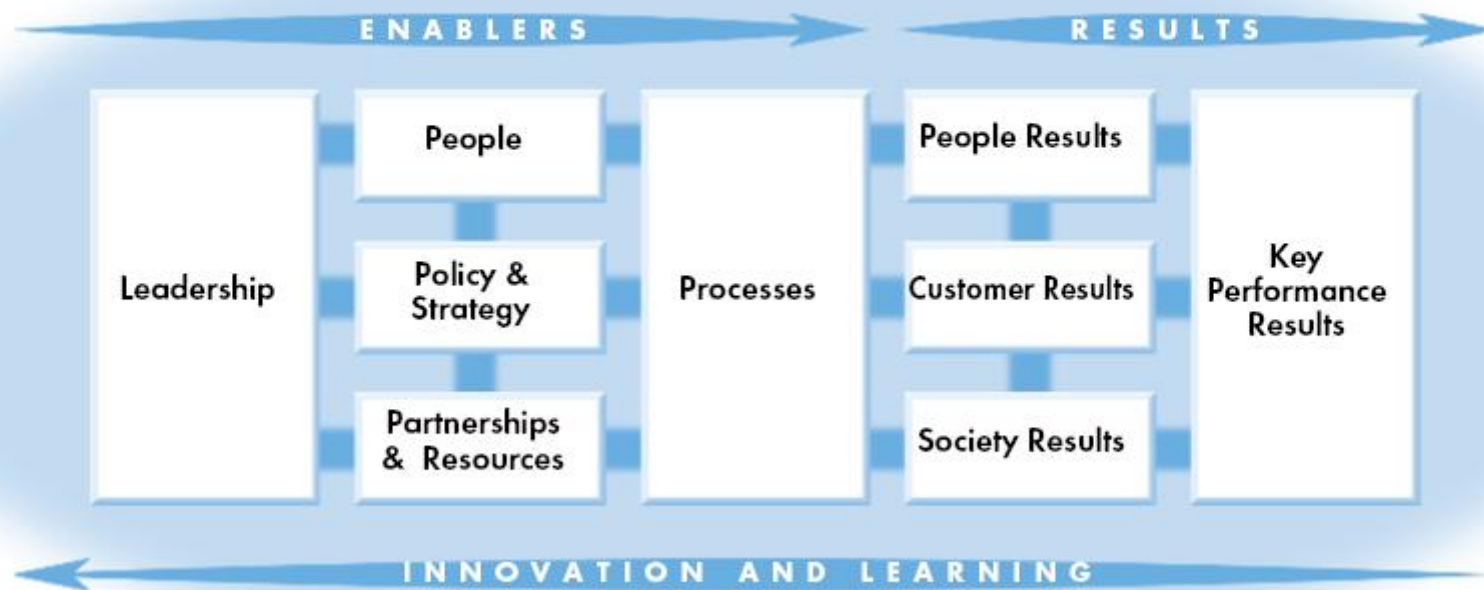 ENABLERS
RESULTS
Leadership
People
Policy &
Strategy
Partnerships
& Resources
Processes
People Results
Customer Results
Society Results
Key
Performance
Results
INNOVATION AND LEARNING